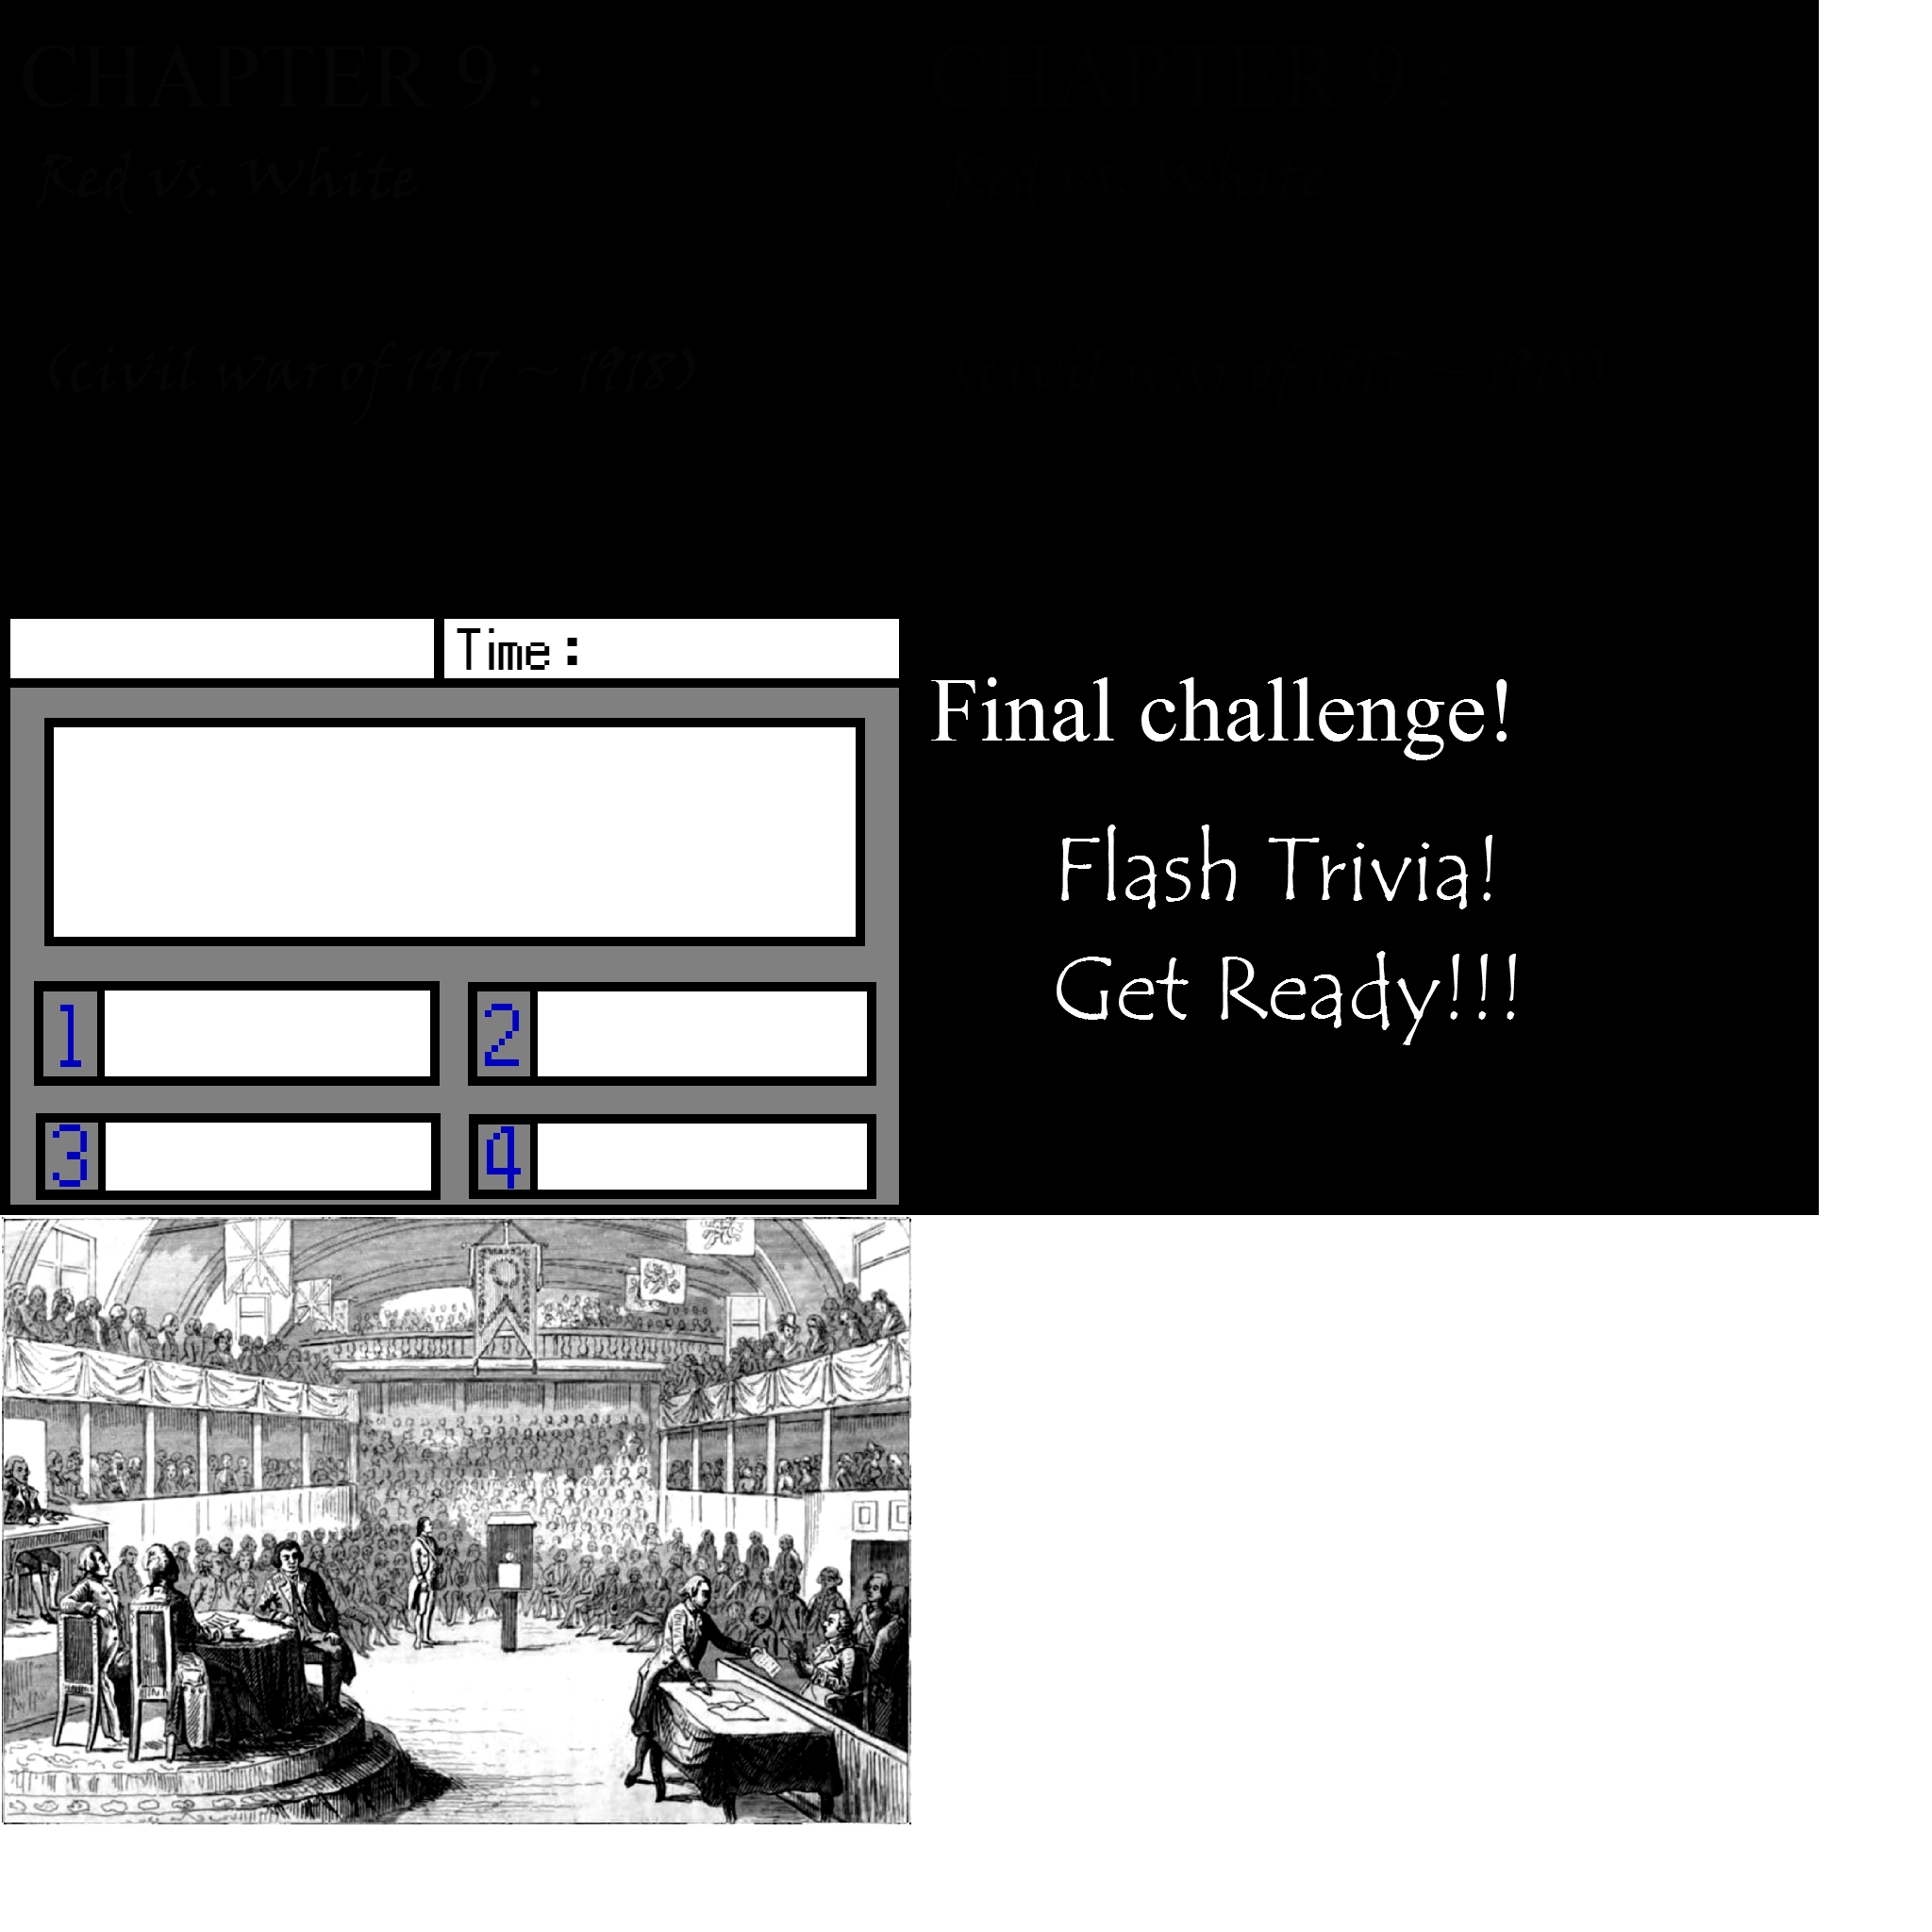 CHAPTER 9 :
Red vs. White
(civil war of 1917 ~ 1918)
CHAPTER 9 :
Red vs. White
(civil war of 1917 ~ 1918)
Time:
1
2
3
4
Final challenge!
Flash Trivia!
Get Ready!!!